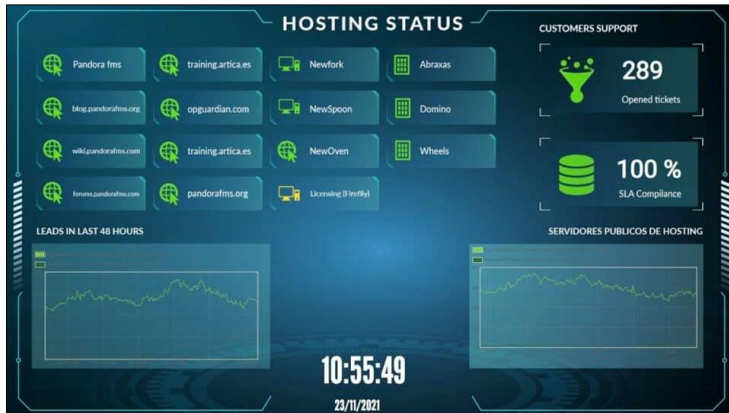 HOSTING STATUS
CUSTOMERS SUPPORT
Pandora fms
training.artica.es
Newfork
Abraxas
289
Opened tickets
blog.pandorafms.org
opguardian.com
NewSpoon
Domino
wiki.pandorafms.com
training.artica.es
NewOven
Wheels
100 %
SLA Compilance
forums.pandorafms.com
pandorafms.org
Licensing (Firefily)
LEADS IN LAST 48 HOURS
SERVIDORES PUBLICOS DE HOSTING
10:55:49
23/11/2021